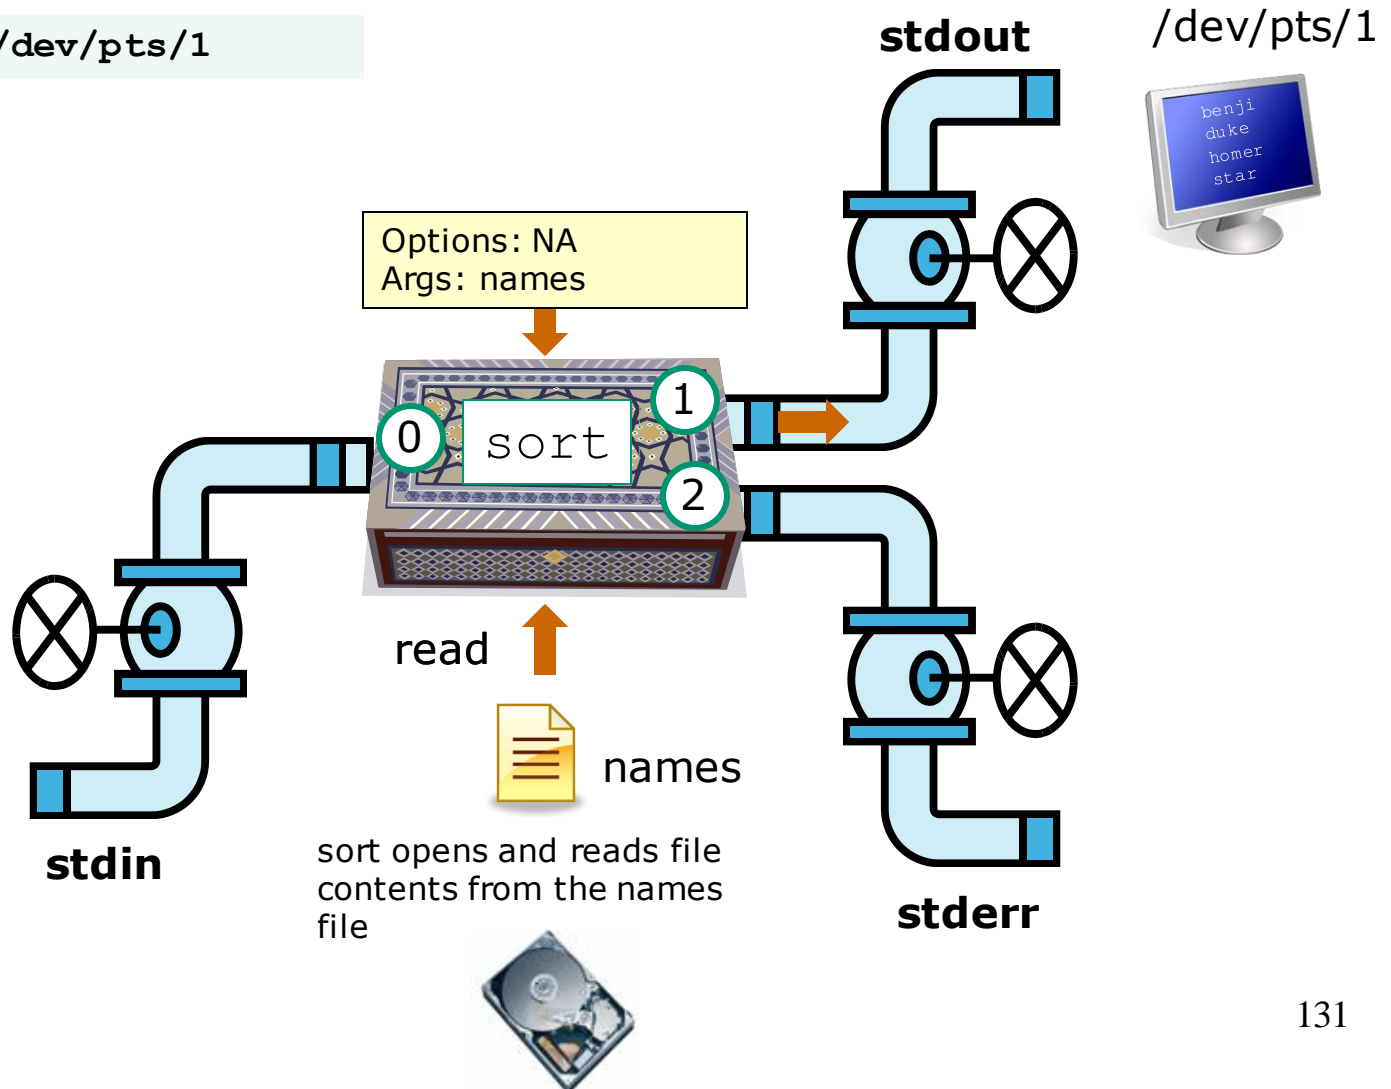 /dev/pts/1
stdout
/dev/pts/1
benji
duke
homer
star
Options: NA
Args: names
0
1
sort
2
read
names
stdin
sort opens and reads file
contents from the names
file
stderr
131